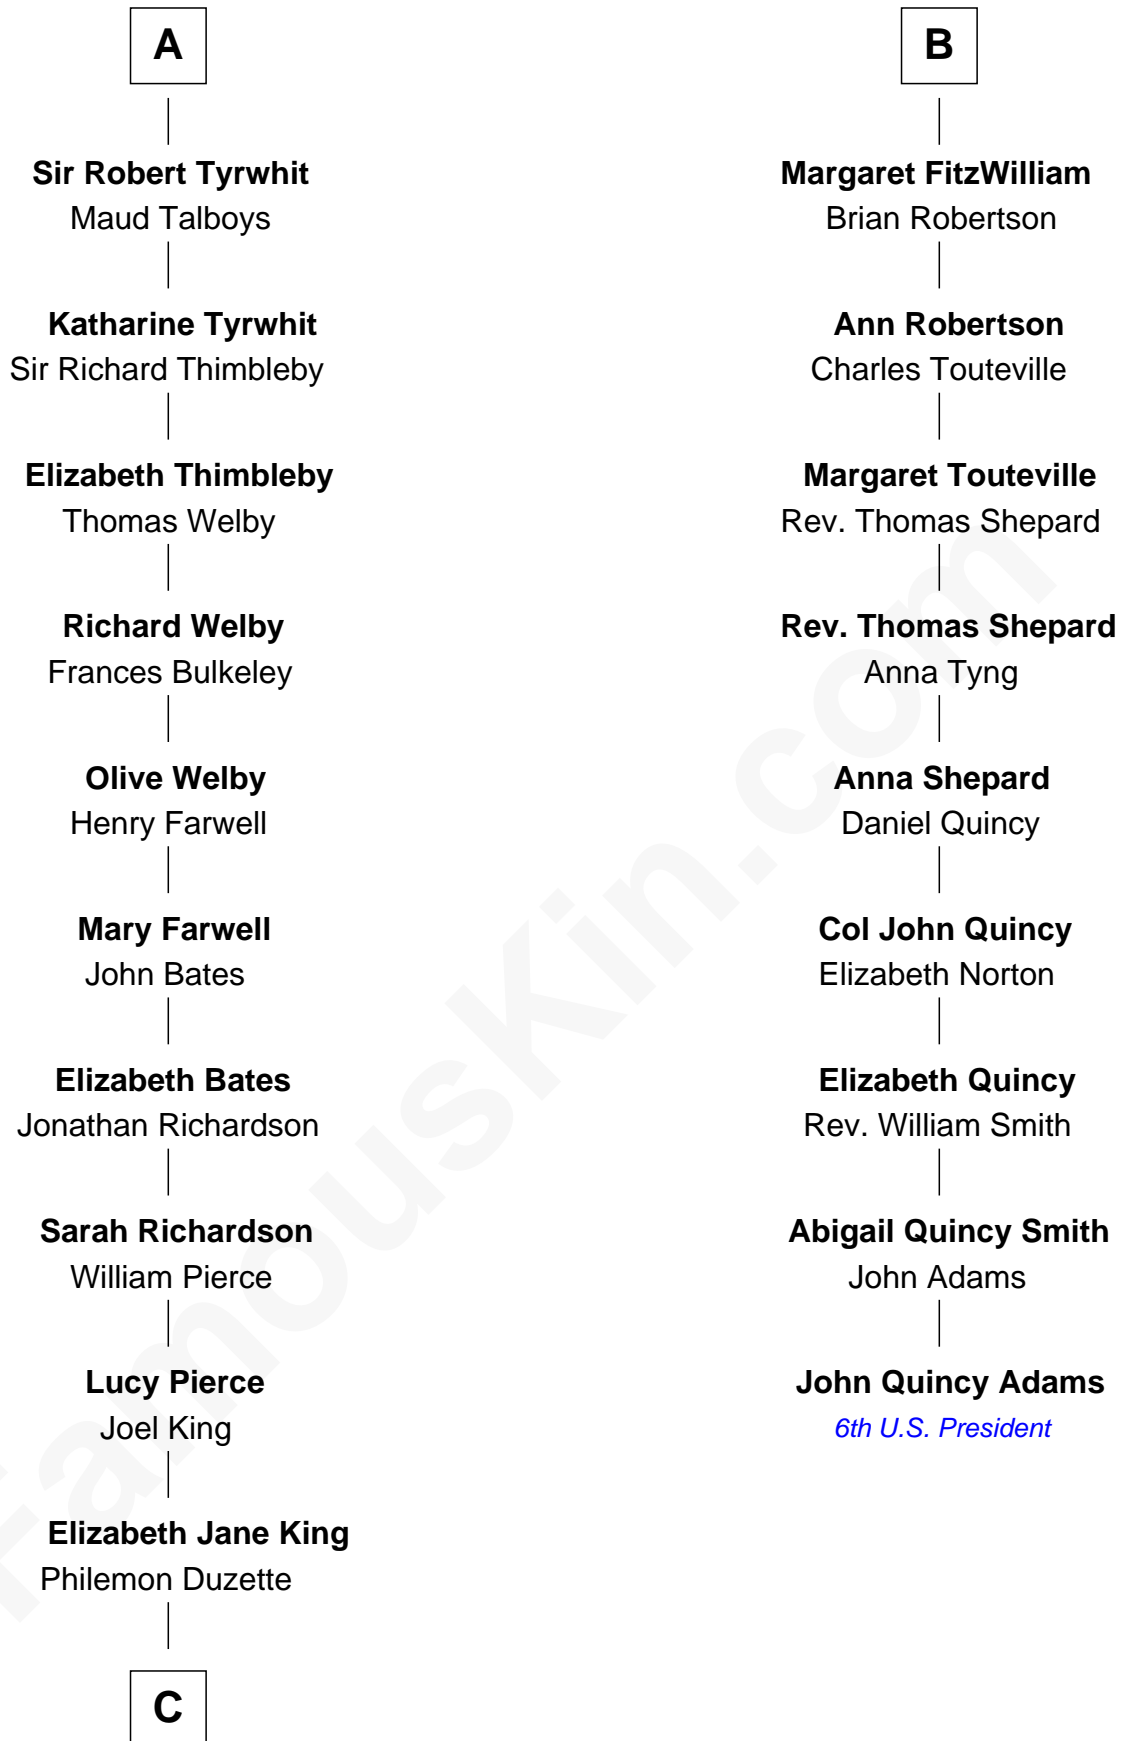 A
Sir Robert Tyrwhit
Maud Talboys
Katharine Tyrwhit
Sir Richard Thimbleby
Elizabeth Thimbleby
Thomas Welby
Richard Welby
Frances Bulkeley
Olive Welby
Henry Farwell
Mary Farwell
John Bates
Elizabeth Bates
Jonathan Richardson
Sarah Richardson
William Pierce
Lucy Pierce
Joel King
Elizabeth Jane King
Philemon Duzette
C
B
Margaret FitzWilliam
Brian Robertson
Ann Robertson
Charles Touteville
Margaret Touteville
Rev. Thomas Shepard
Rev. Thomas Shepard
Anna Tyng
Anna Shepard
Daniel Quincy
Col John Quincy
Elizabeth Norton
Elizabeth Quincy
Rev. William Smith
Abigail Quincy Smith
John Adams
John Quincy Adams
6th U.S. President
FamousKin.com